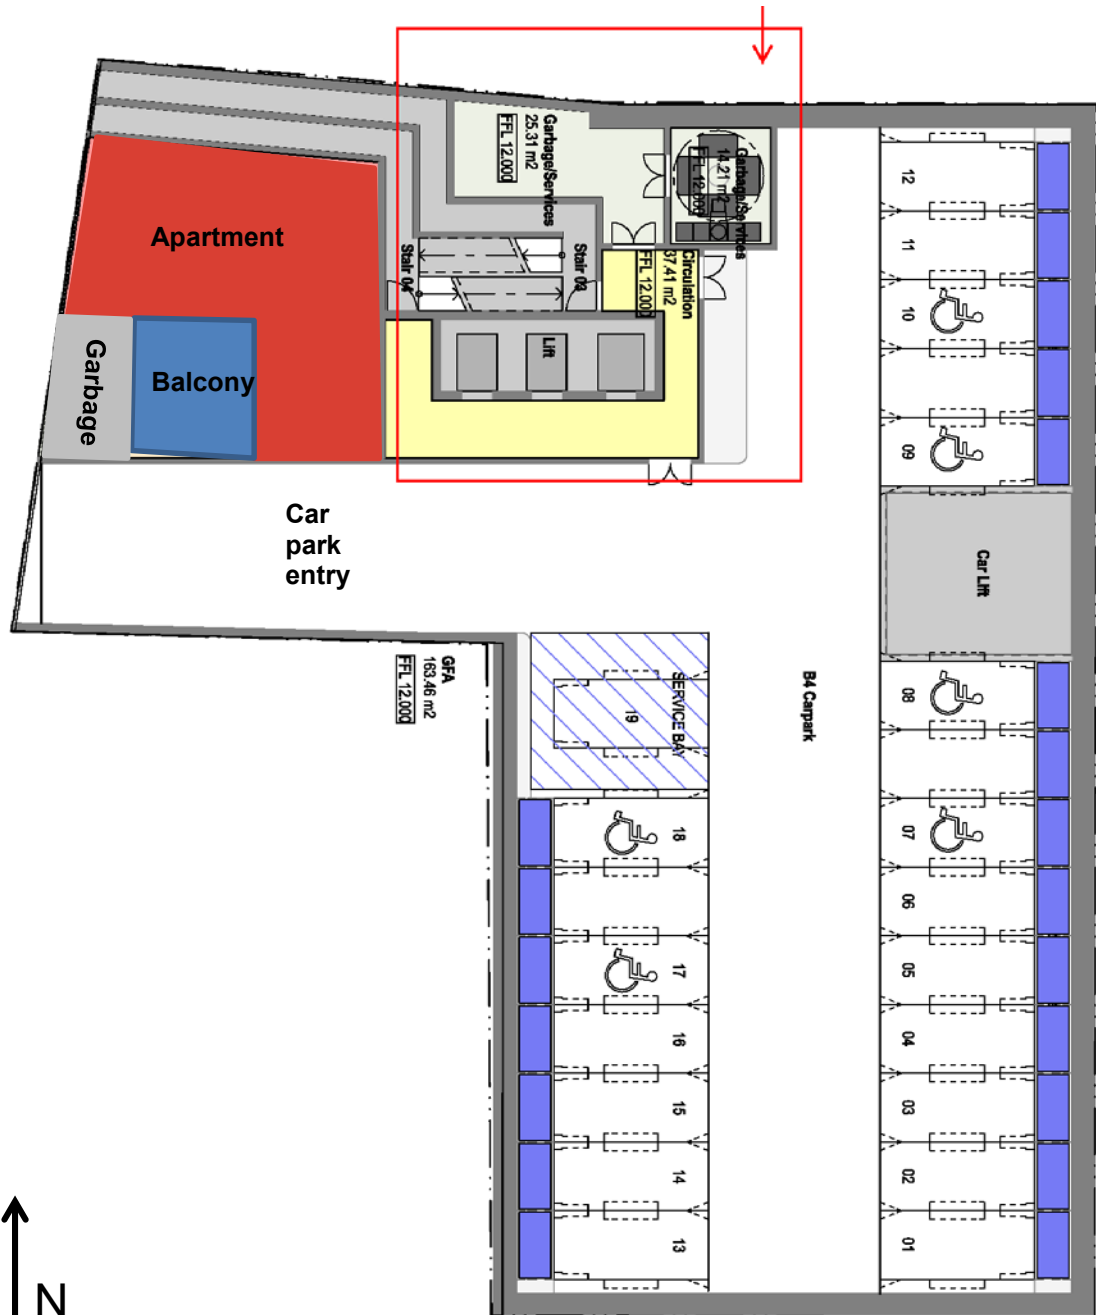 Garbage/Services
25.31 m2
FFL 12.000
Garbage/Services
14.21 m2
FFL 12.000
Apartment
Stair 04
Stair 03
Circulation
37.41 m2
FFL 12.000
Lift
Garbage
Balcony
Car
park
entry
12
11
10
09
Car Lift
GFA
163.46 m2
FFL 12.000
SERVICE BAY
19
B4 Carpark
08
07
06
05
04
03
02
01
18
17
16
15
14
13
N